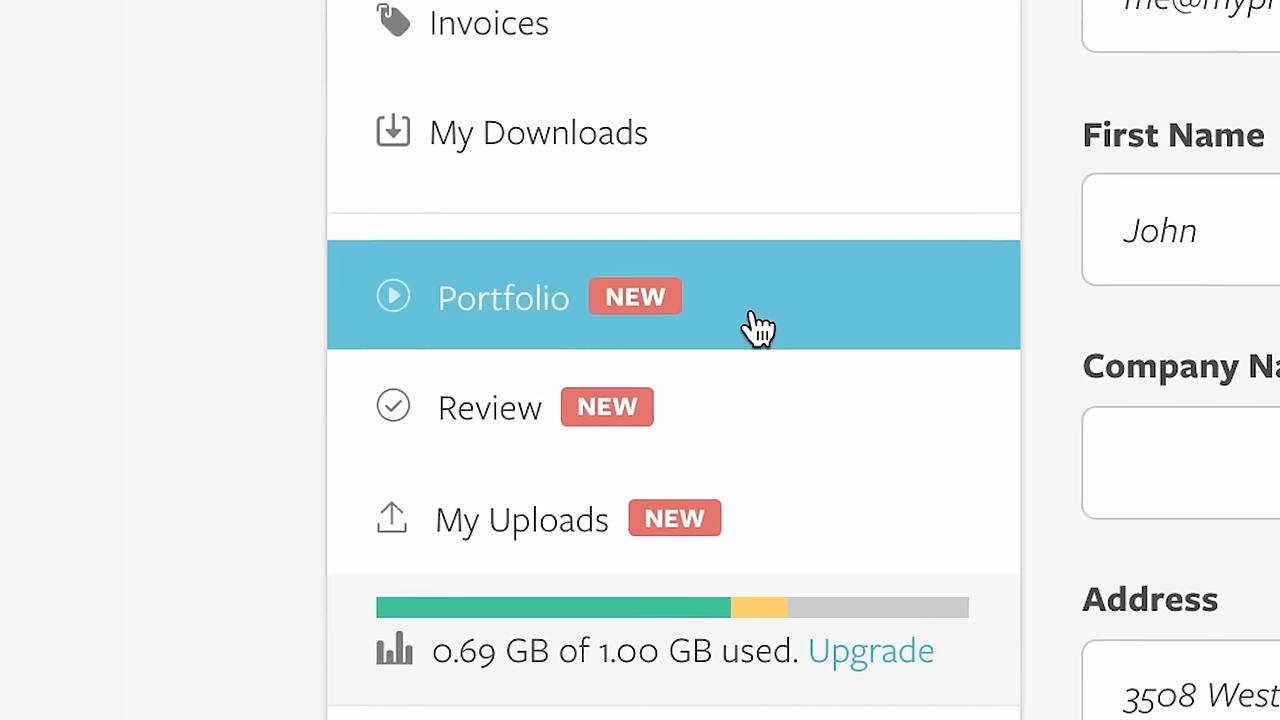 Invoices
My Downloads
Portfolio NEW
Review NEW
My Uploads NEW
0.69 GB of 1.00 GB used. Upgrade
First Name
John
Company
Address
3508 West